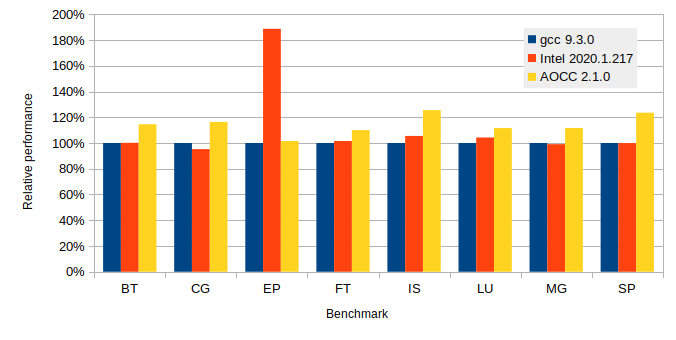 200%
180%
160%
140%
120%
100%
80%
60%
40%
20%
0%
Relative performance
gcc 9.3.0
Intel 2020.1.217
AOCC 2.1.0
BT CG EP FT IS LU MG SP
Benchmark